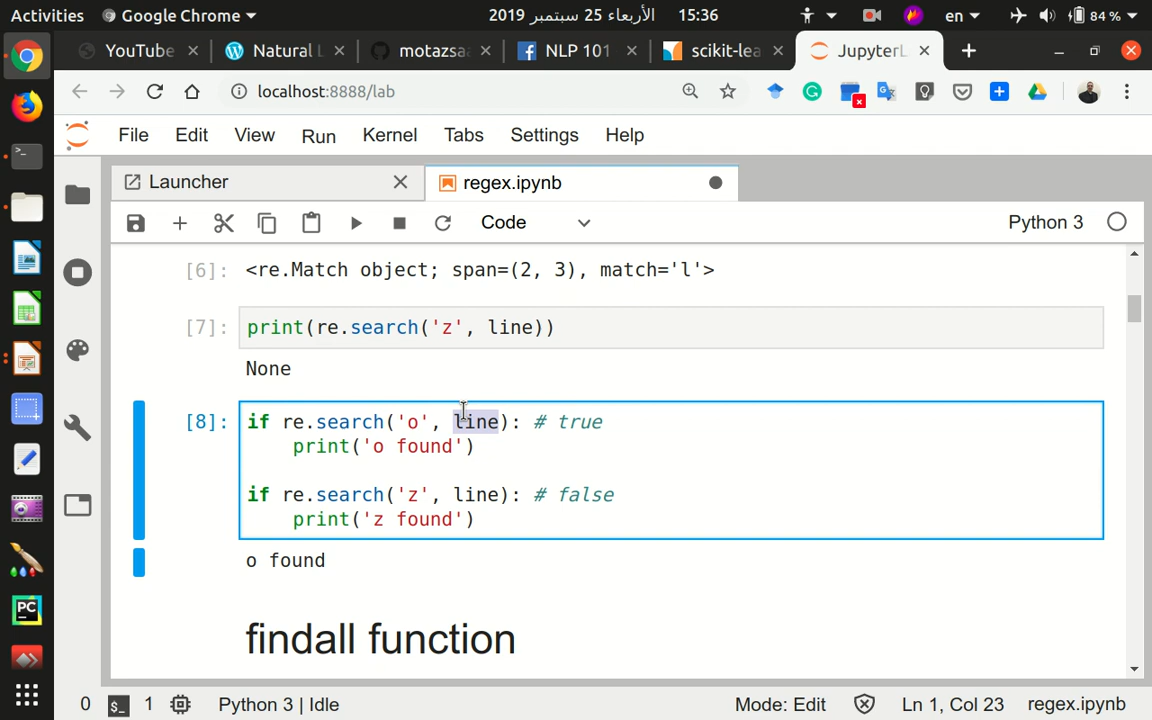 Activities Google Chrome الأربعاء 25 سبتمبر 2019 15:36 en 84 %
YouTube Natural motazsaa NLP 101 scikit-lea JupyterL
localhost:8888/lab
File Edit View Run Kernel Tabs Settings Help
Launcher regex.ipynb
Code Python 3
[6]: <re.Match object; span=(2, 3), match='l'>
[7]: print(re.search('z', line))
None
[8]: if re.search('o', line): # true
print('o found')
if re.search('z', line): # false
print('z found')
o found
findall function
0 $_ 1 Python 3 | Idle Mode: Edit Ln 1, Col 23 regex.ipynb
PC